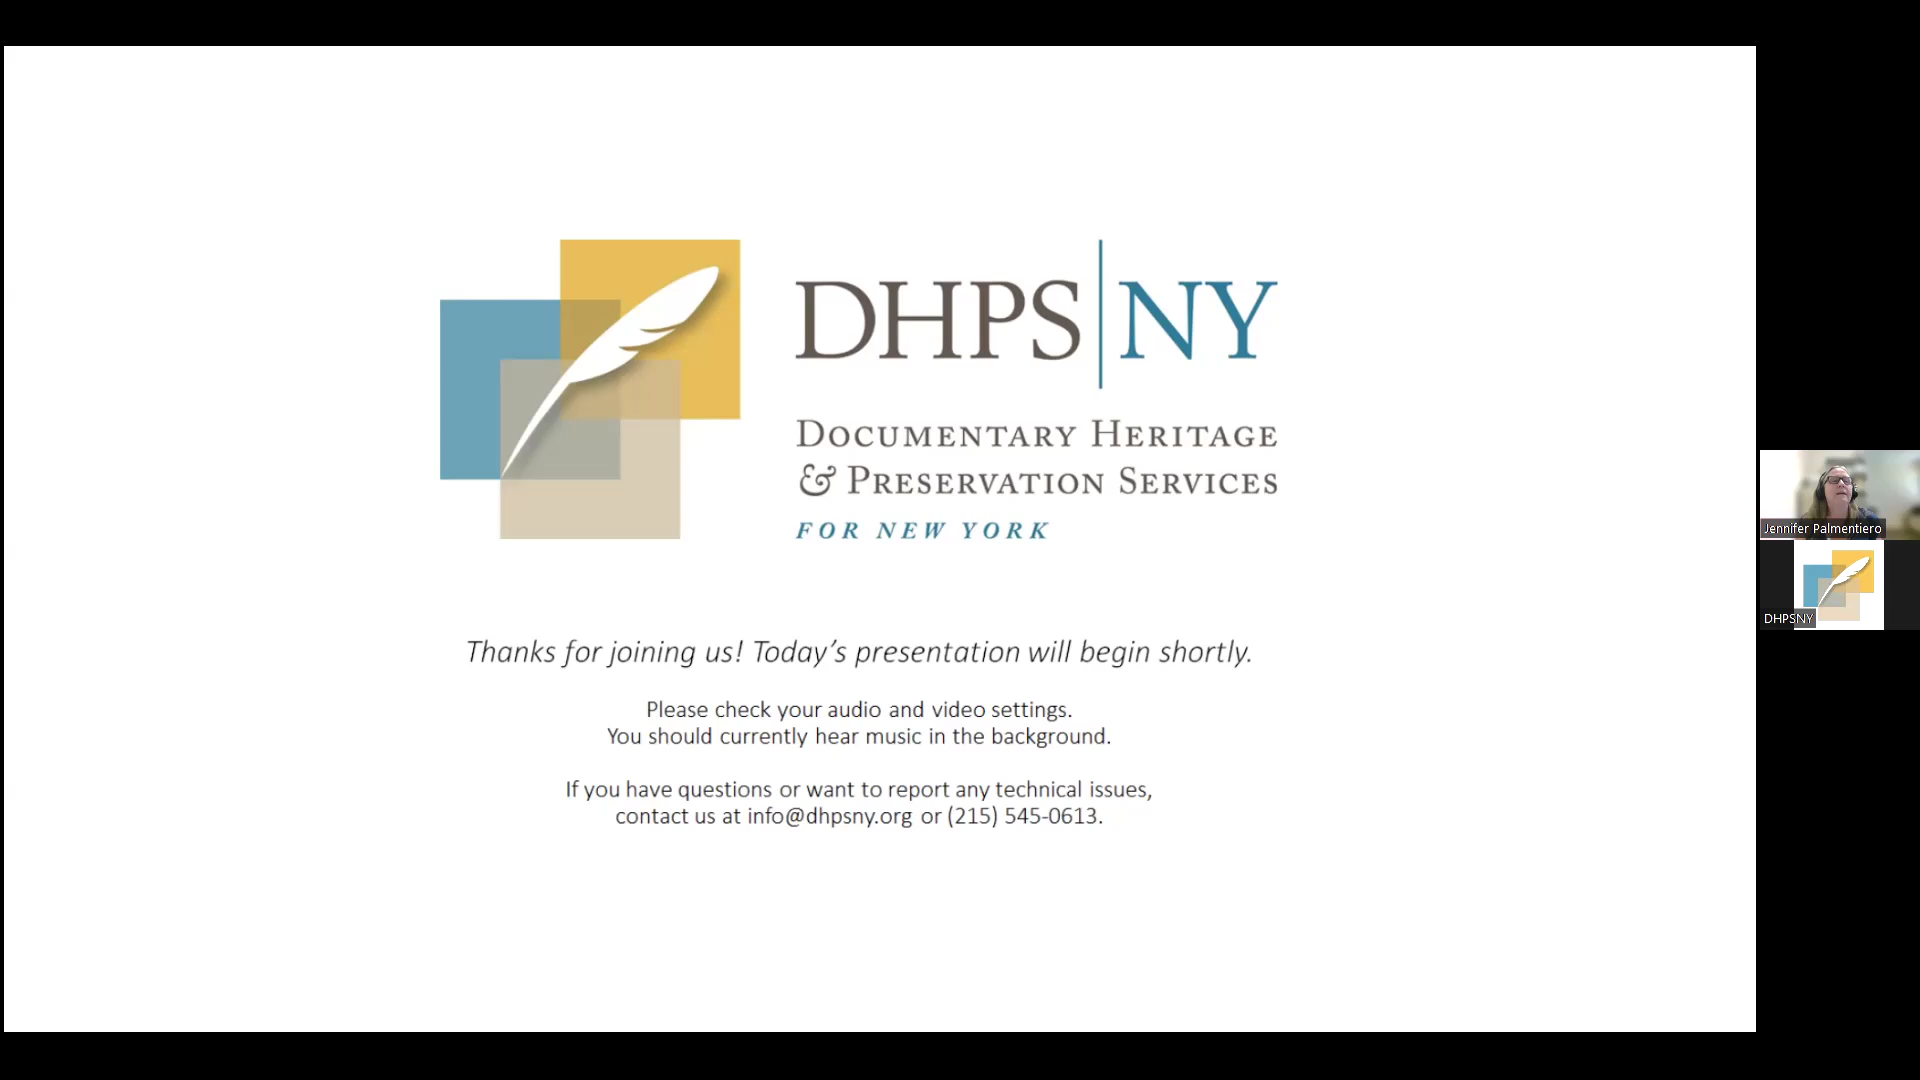 DHPS|NY
DOCUMENTARY HERITAGE
& PRESERVATION SERVICES
FOR NEW YORK
Thanks for joining us! Today’s presentation will begin shortly.
Please check your audio and video settings.
You should currently hear music in the background.
If you have questions or want to report any technical issues,
contact us at info@dhpsny.org or (215) 545-0613.
Jennifer Palmentiero
DHPSNY